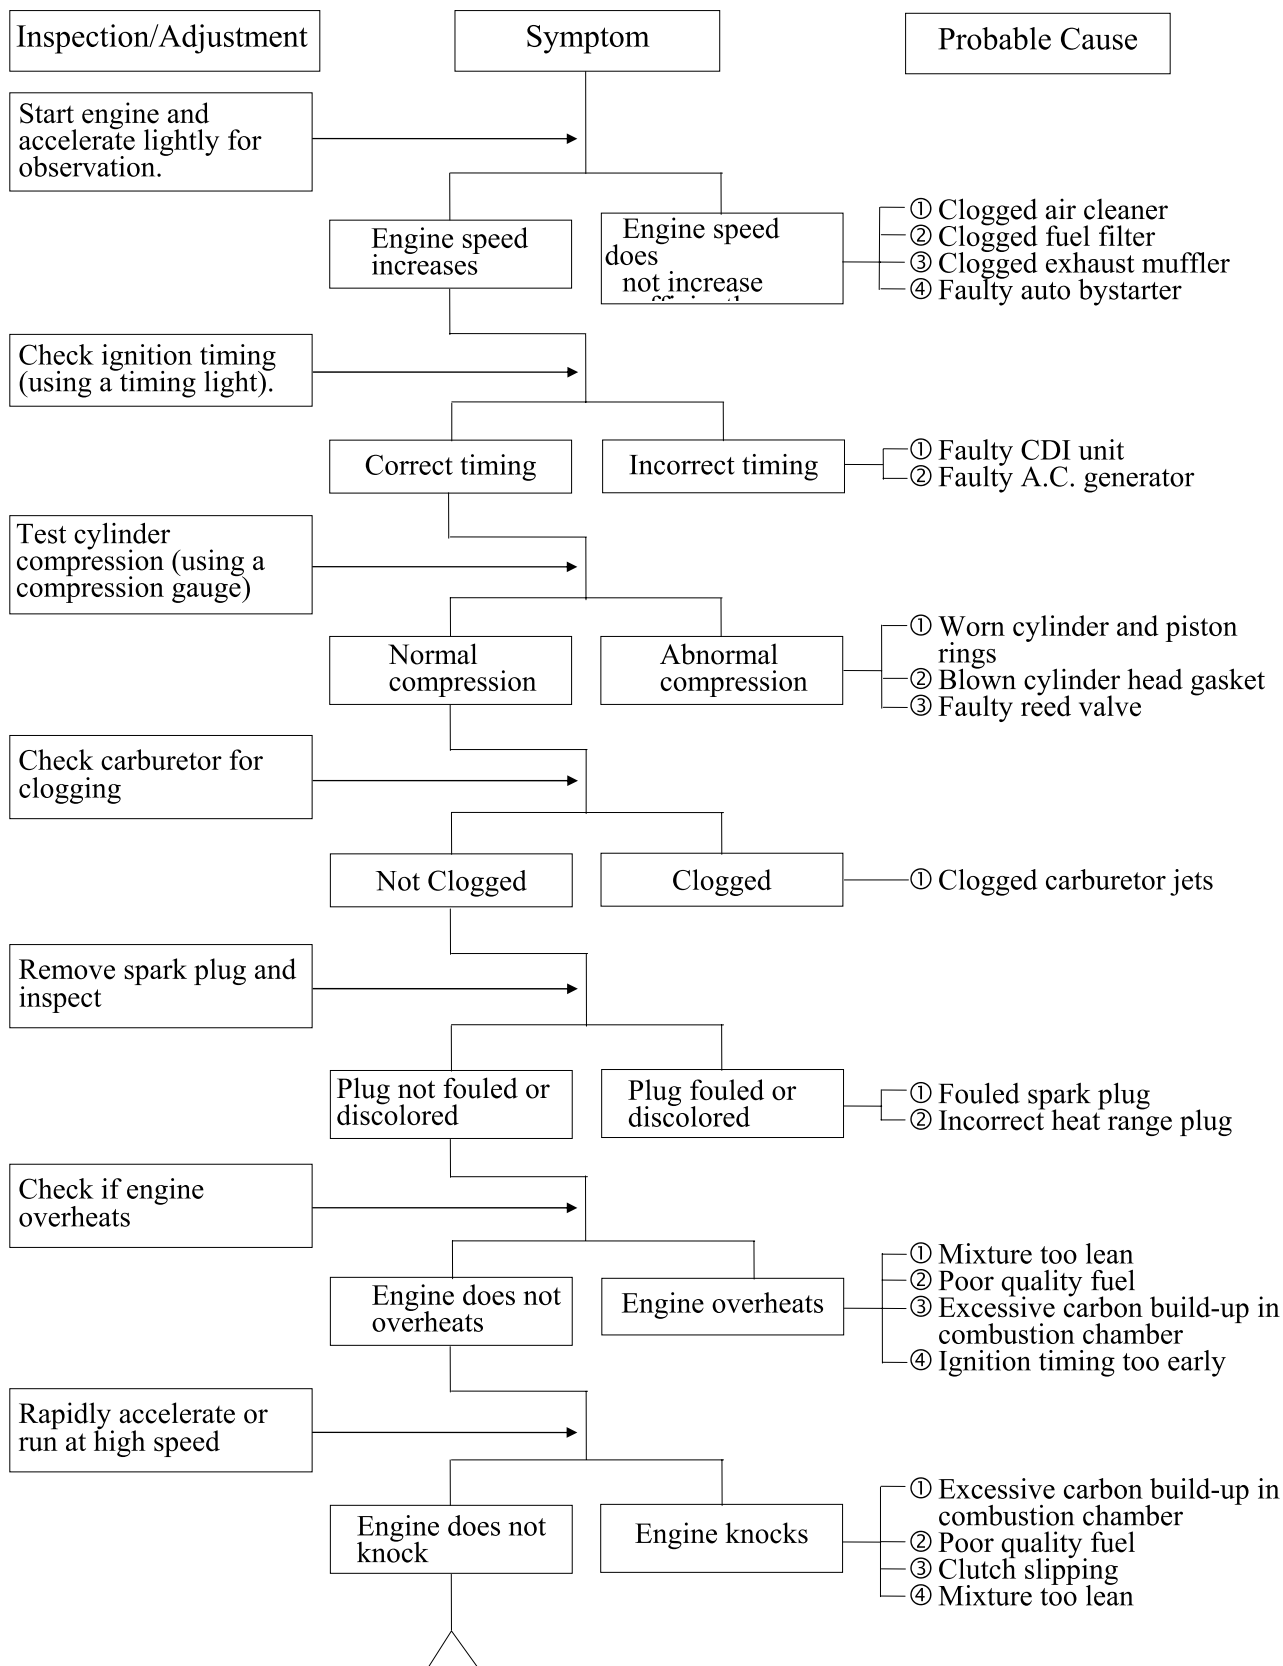 Inspection/Adjustment
Symptom
Probable Cause
Start engine and
accelerate lightly for
observation.
Engine speed
increases
Engine speed
does
not increase
① Clogged air cleaner
② Clogged fuel filter
③ Clogged exhaust muffler
④ Faulty auto bystarter
Check ignition timing
(using a timing light).
Correct timing
Incorrect timing
① Faulty CDI unit
② Faulty A.C. generator
Test cylinder
compression (using a
compression gauge)
Normal
compression
Abnormal
compression
① Worn cylinder and piston
rings
② Blown cylinder head gasket
③ Faulty reed valve
Check carburetor for
clogging
Not Clogged
Clogged
① Clogged carburetor jets
Remove spark plug and
inspect
Plug not fouled or
discolored
Plug fouled or
discolored
① Fouled spark plug
② Incorrect heat range plug
Check if engine
overheats
Engine does not
overheats
Engine overheats
① Mixture too lean
② Poor quality fuel
③ Excessive carbon build-up in
combustion chamber
④ Ignition timing too early
Rapidly accelerate or
run at high speed
Engine does not
knock
Engine knocks
① Excessive carbon build-up in
combustion chamber
② Poor quality fuel
③ Clutch slipping
④ Mixture too lean